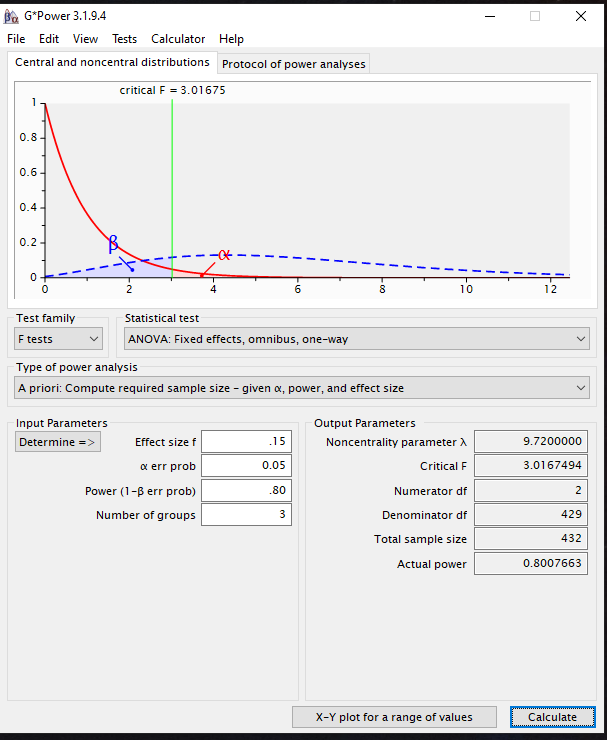 G*Power 3.1.9.4
File Edit View Tests Calculator Help
Central and noncentral distributions Protocol of power analyses
critical F = 3.01675
1
0.8
0.6
0.4
0.2
0
β
α
0 2 4 6 8 10 12
Test family Statistical test
F tests ANOVA: Fixed effects, omnibus, one-way
Type of power analysis
A priori: Compute required sample size - given α, power, and effect size
Input Parameters
Determine =>
Effect size f .15
α err prob 0.05
Power (1-β err prob) .80
Number of groups 3
Output Parameters
Noncentrality parameter λ 9.7200000
Critical F 3.0167494
Numerator df 2
Denominator df 429
Total sample size 432
Actual power 0.8007663
X-Y plot for a range of values Calculate